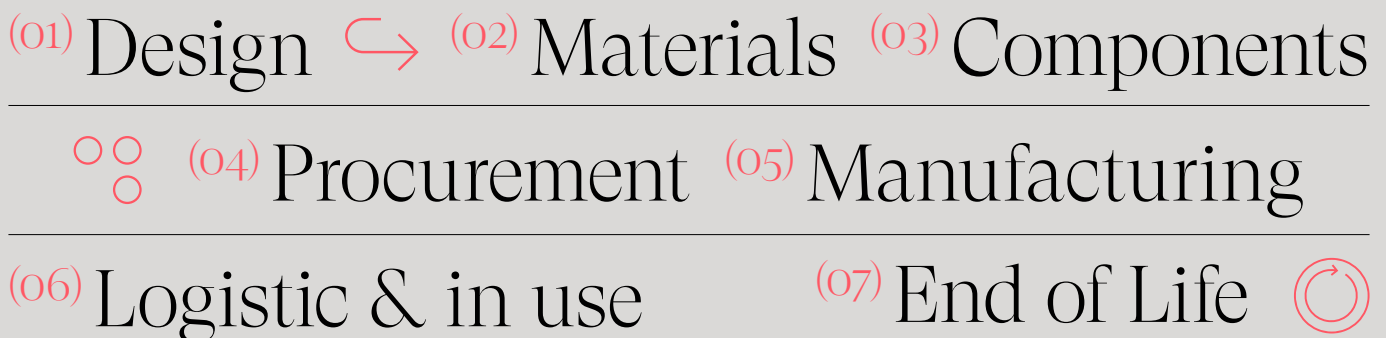 (01) Design (02) Materials (03) Components
(04) Procurement (05) Manufacturing
(06) Logistic & in use (07) End of Life